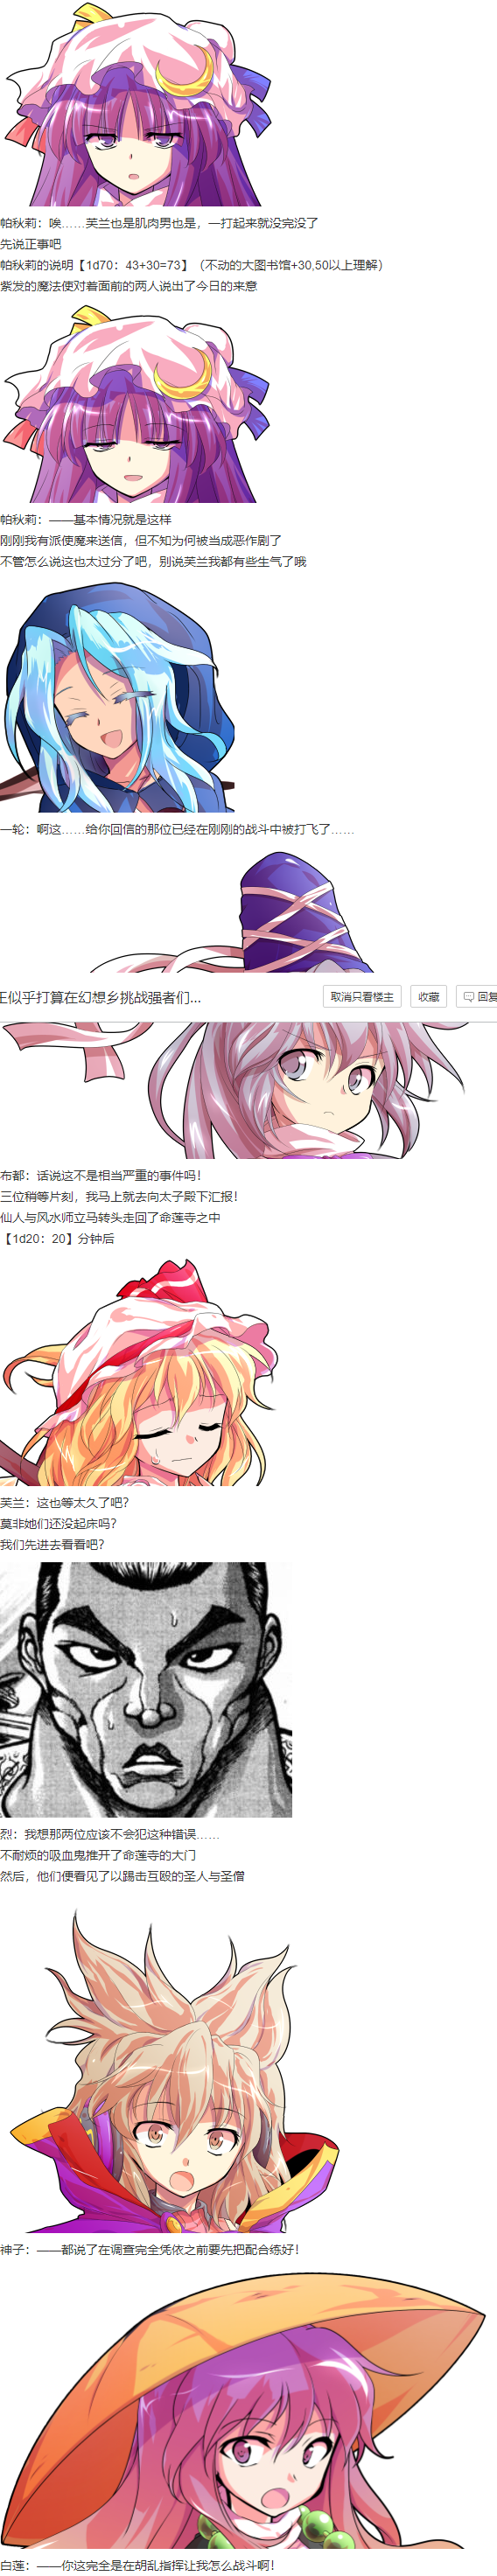 帕秋莉：唉……芙兰也是肌肉男也是，一打起来就没完没了
先说正事吧
帕秋莉的说明【1d70：43+30=73】（不动的大图书馆+30,50以上理解）
紫发的魔法使对着面前的两人说出了今日的来意
帕秋莉：——基本情况就是这样
刚刚我有派使魔来送信，但不知为何被当成恶作剧了
不管怎么说这也太过分了吧，别说芙兰我都有些生气了哦
一轮：啊这……给你回信的那位已经在刚刚的战斗中被打飞了……
似乎打算在幻想乡挑战强者们...
取消只看楼主
收藏
回复
布都：话说这不是相当严重的事件吗！
三位稍等片刻，我马上就去向太子殿下汇报！
仙人与风水师立马转头走回了命莲寺之中
【1d20：20】分钟后
芙兰：这也等太久了吧？
莫非她们还没起床吗？
我们先进去看看吧？
烈：我想那两位应该不会犯这种错误……
不耐烦的吸血鬼推开了命莲寺的大门
然后，他们便看见了以踢击互殴的圣人与圣僧
神子：——都说了在调查完全凭依之前要先把配合练好！
白莲：——你这完全是在胡乱指挥让我怎么战斗啊！